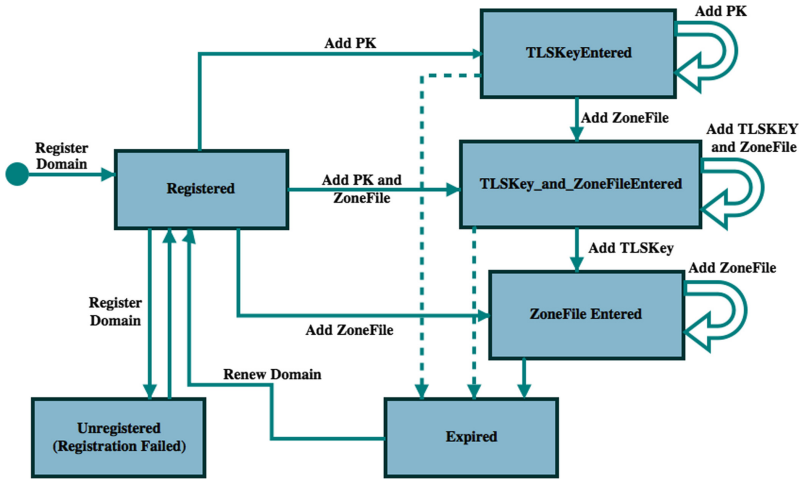 Add PK
Add PK
TLSKeyEntered
Add ZoneFile
Register
Domain
Add TLSKEY
and ZoneFile
Registered
Add PK and
ZoneFile
TLSKey_and_ZoneFileEntered
Add TLSKey
Add ZoneFile
Register
Domain
Add ZoneFile
ZoneFile Entered
Renew Domain
Unregistered
(Registration Failed)
Expired